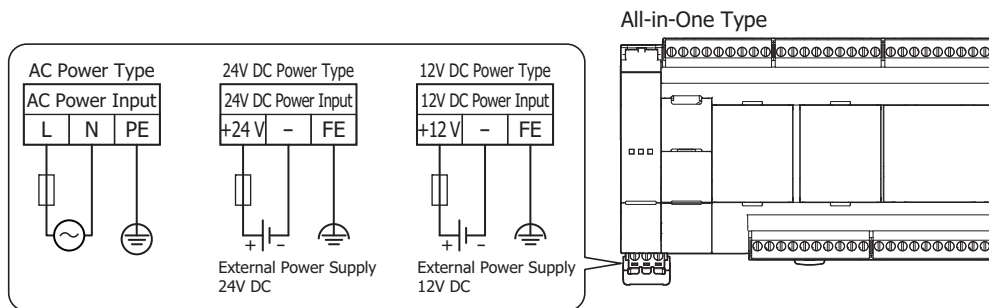 All-in-One Type
AC Power Type
AC Power Input
L N PE
24V DC Power Type
24V DC Power Input
+24 V – FE
+ –
External Power Supply
24V DC
12V DC Power Type
12V DC Power Input
+12 V – FE
+ –
External Power Supply
12V DC